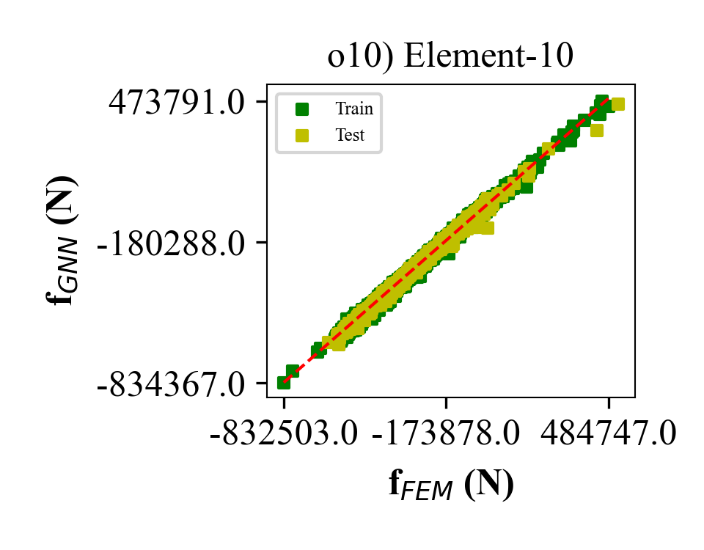 o10) Element-10
473791.0
-180288.0
-834367.0
Train
Test
f_GNN (N)
-832503.0 -173878.0 484747.0
f_FEM (N)